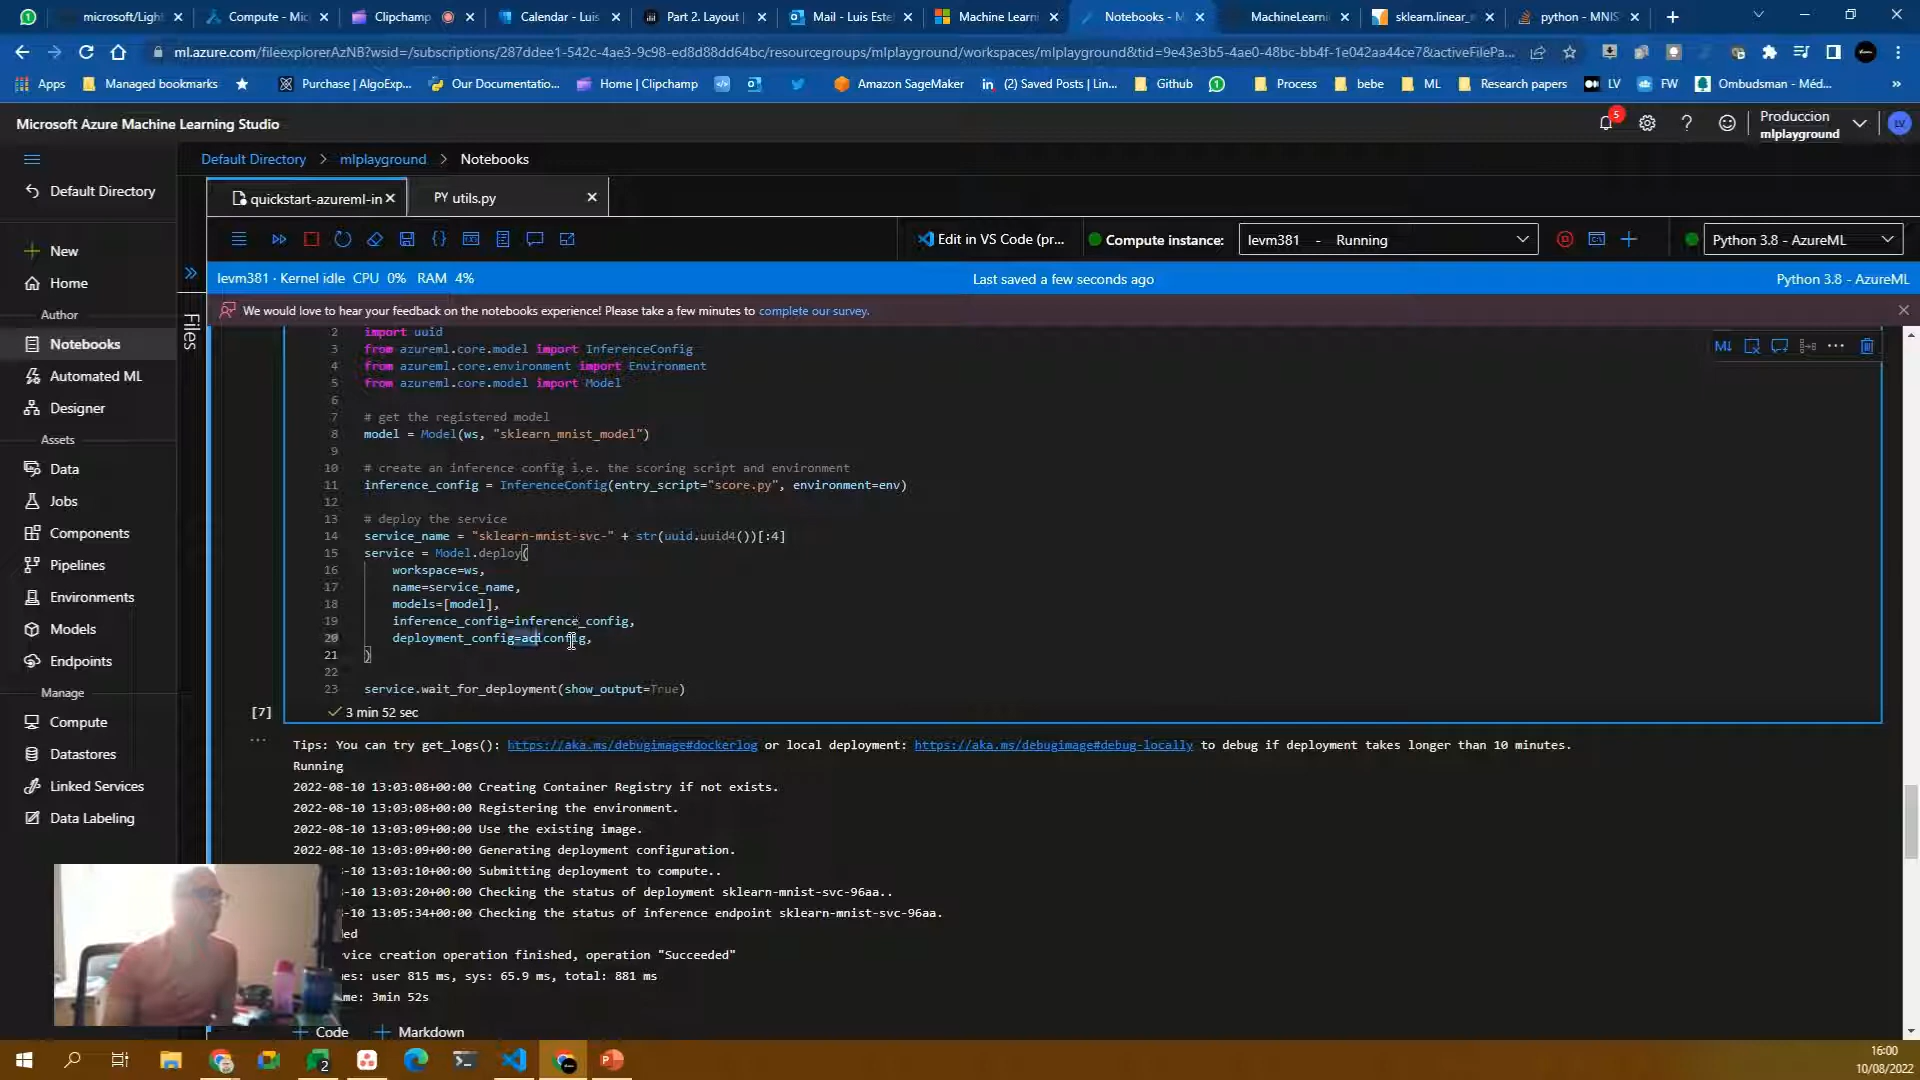 microsoft/Ligh
Compute - Mic
Clipchamp
Calendar - Luis
Part 2. Layout
Mail - Luis Este
Machine Learni
Notebooks - M
MachineLearni
sklearn.linear_
python - MNIS
ml.azure.com/fileexplorerAzNB?wsid=/subscriptions/287ddee1-542c-4ae3-9c98-ed8d88dd64bc/resourcegroups/mlplayground/workspaces/mlplayground&tid=9e43e3b5-4ae0-48bc-bb4f-1e042aa44ce7&activeFilePa...
Apps
Managed bookmarks
Purchase | AlgoExp...
Our Documentatio...
Home | Clipchamp
Amazon SageMaker
(2) Saved Posts | Lin...
Github
Process
bebe
ML
Research papers
LV
FW
Ombudsman - Méd...
Microsoft Azure Machine Learning Studio
5
Produccion
mlplayground
LV
Default Directory > mlplayground > Notebooks
Default Directory
New
Home
Author
Notebooks
Automated ML
Designer
Assets
Data
Jobs
Components
Pipelines
Environments
Models
Endpoints
Manage
Compute
Datastores
Linked Services
Data Labeling
Files
quickstart-azureml-in
PY utils.py
Edit in VS Code (pr...
Compute instance:
levm381 - Running
Python 3.8 - AzureML
levm381 · Kernel idle CPU 0% RAM 4%
Last saved a few seconds ago
Python 3.8 - AzureML
We would love to hear your feedback on the notebooks experience! Please take a few minutes to complete our survey.
2 import uuid
3 from azureml.core.model import InferenceConfig
4 from azureml.core.environment import Environment
5 from azureml.core.model import Model
6
7 # get the registered model
8 model = Model(ws, "sklearn_mnist_model")
9
10 # create an inference config i.e. the scoring script and environment
11 inference_config = InferenceConfig(entry_script="score.py", environment=env)
12
13 # deploy the service
14 service_name = "sklearn-mnist-svc-" + str(uuid.uuid4())[:4]
15 service = Model.deploy(
16 workspace=ws,
17 name=service_name,
18 models=[model],
19 inference_config=inference_config,
20 deployment_config=aciconfig,
21 )
22
23 service.wait_for_deployment(show_output=True)
[7]
3 min 52 sec
Tips: You can try get_logs(): https://aka.ms/debugimage#dockerlog or local deployment: https://aka.ms/debugimage#debug-locally to debug if deployment takes longer than 10 minutes.
Running
2022-08-10 13:03:08+00:00 Creating Container Registry if not exists.
2022-08-10 13:03:08+00:00 Registering the environment.
2022-08-10 13:03:09+00:00 Use the existing image.
2022-08-10 13:03:09+00:00 Generating deployment configuration.
-10 13:03:10+00:00 Submitting deployment to compute..
-10 13:03:20+00:00 Checking the status of deployment sklearn-mnist-svc-96aa..
-10 13:05:34+00:00 Checking the status of inference endpoint sklearn-mnist-svc-96aa.
ed
vice creation operation finished, operation "Succeeded"
es: user 815 ms, sys: 65.9 ms, total: 881 ms
me: 3min 52s
Code
Markdown
M↓
2
16:00
10/08/2022